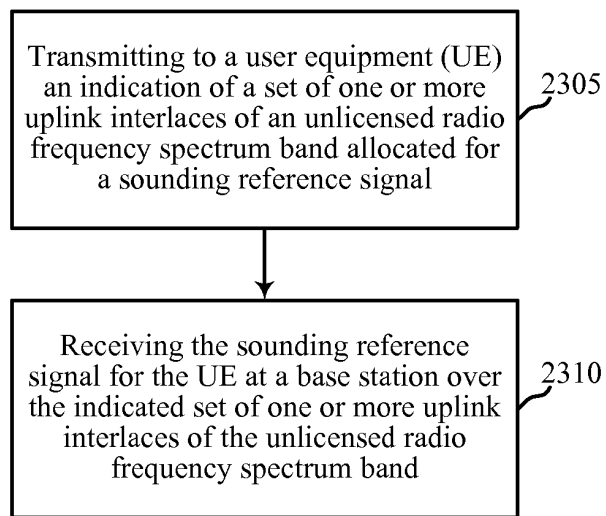 Transmitting to a user equipment (UE)
an indication of a set of one or more
uplink interlaces of an unlicensed radio
frequency spectrum band allocated for
a sounding reference signal
2305
Receiving the sounding reference
signal for the UE at a base station over
the indicated set of one or more uplink
interlaces of the unlicensed radio
frequency spectrum band
2310